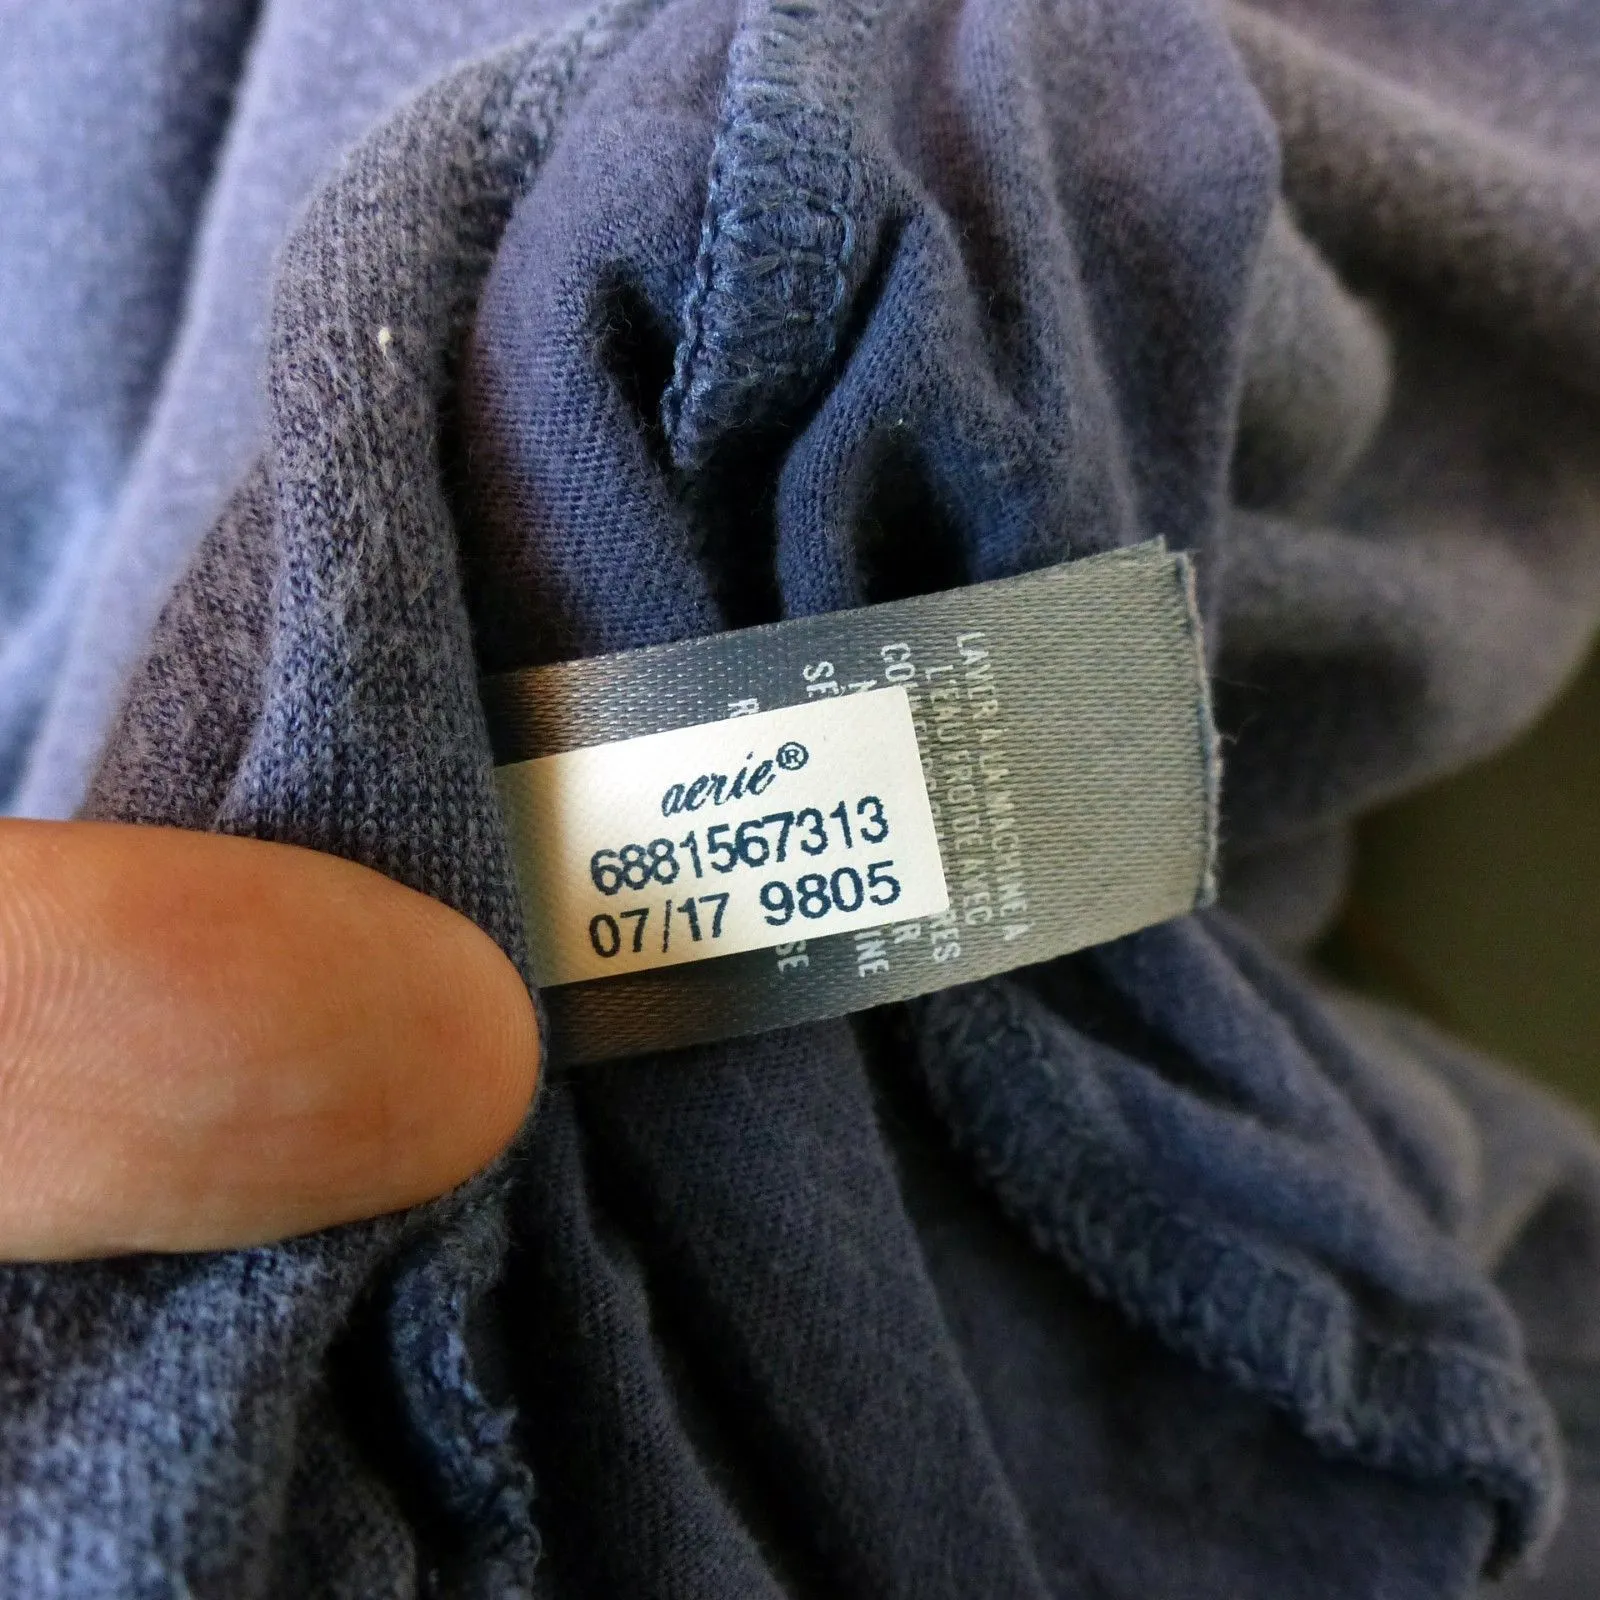 aerie®
6881567313
07/17 9805
LAVER À LA MACHINE À
L'EAU FROIDE AVEC